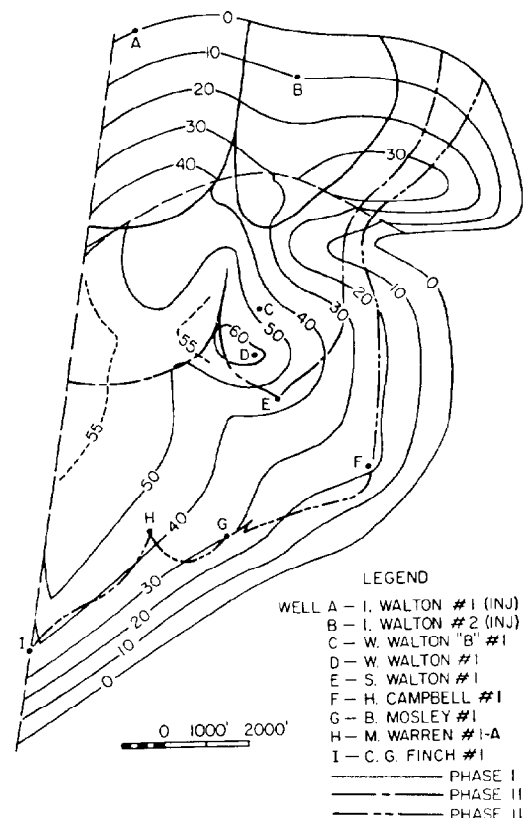 0
A
10
B
20
30
30
40
0
10
20
C
30
40
50
60
55
D
E
55
50
F
H
40
G
30
I
20
10
0
LEGEND
WELL A – I. WALTON #1 (INJ)
B – I. WALTON #2 (INJ)
C – W. WALTON "B" #1
D – W. WALTON #1
E – S. WALTON #1
F – H. CAMPBELL #1
G – B. MOSLEY #1
H – M. WARREN #1-A
I – C. G. FINCH #1
0 1000' 2000'
PHASE I
PHASE II
PHASE II